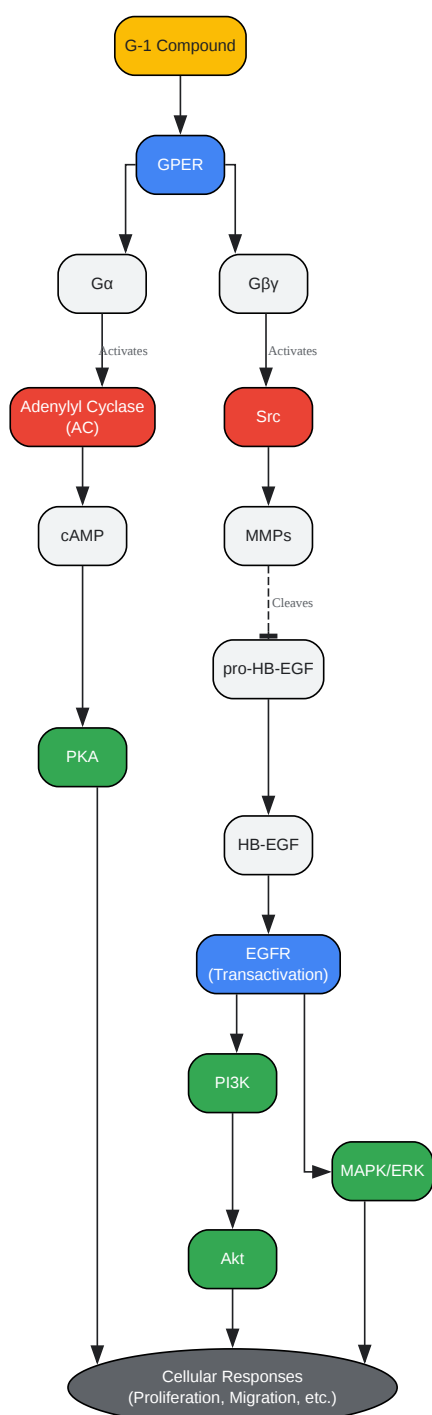 G-1 Compound
GPER
Gα
Gβγ
Activates
Activates
Adenylyl Cyclase
(AC)
Src
cAMP
MMPs
Cleaves
pro-HB-EGF
PKA
HB-EGF
EGFR
(Transactivation)
PI3K
MAPK/ERK
Akt
Cellular Responses
(Proliferation, Migration, etc.)